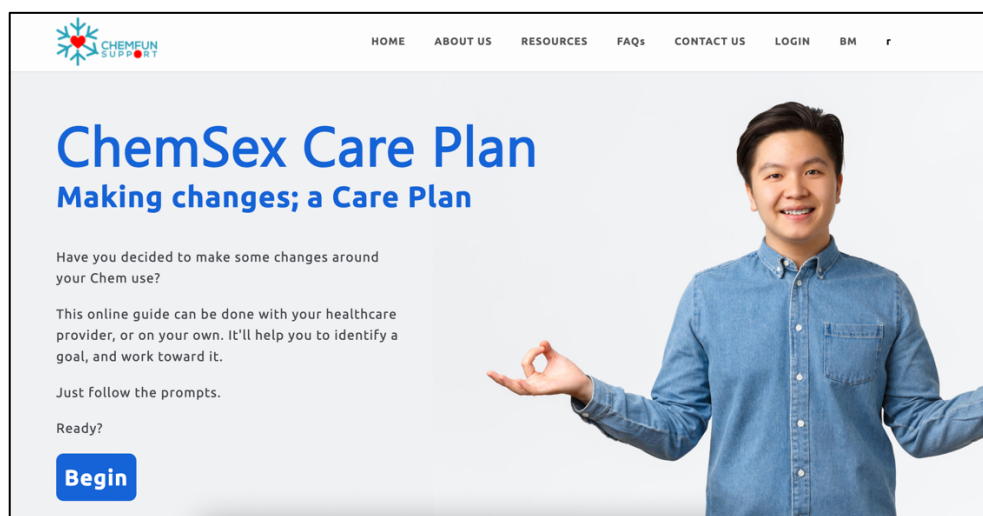 CHEMFUN
SUPPORT
HOME ABOUT US RESOURCES FAQs CONTACT US LOGIN BM r
ChemSex Care Plan
Making changes; a Care Plan
Have you decided to make some changes around
your Chem use?
This online guide can be done with your healthcare
provider, or on your own. It'll help you to identify a
goal, and work toward it.
Just follow the prompts.
Ready?
Begin